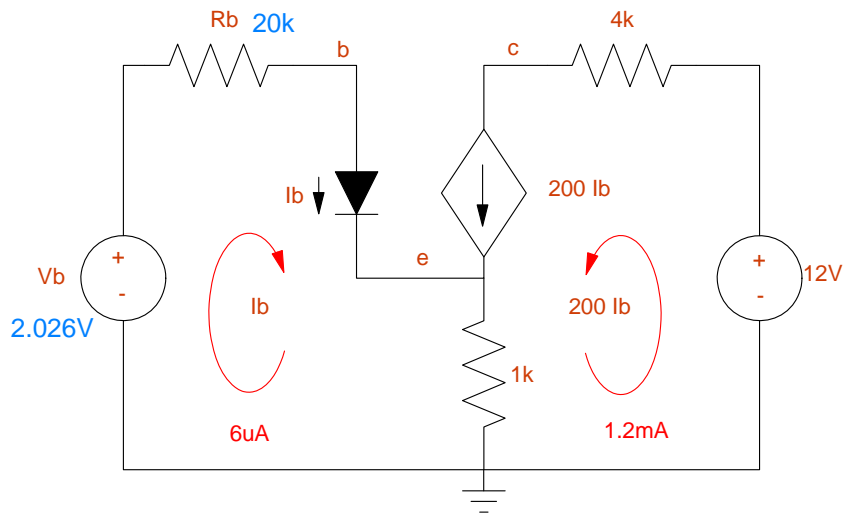 Rb 20k
b
c
4k
Ib
200 Ib
e
Vb
+
-
2.026V
Ib
200 Ib
+
-
12V
1k
6uA
1.2mA